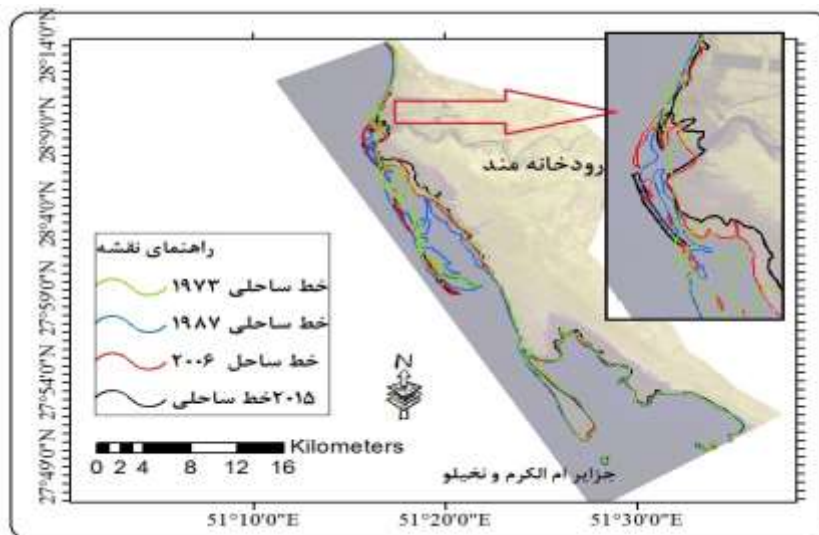 28°14'0"N
28°9'0"N
28°4'0"N
27°59'0"N
27°54'0"N
27°49'0"N
رودخانه مند
راهنمای نقشه
خط ساحلی ۱۹۷۳
خط ساحلی ۱۹۸۷
خط ساحل ۲۰۰۶
۲۰۱۵خط ساحلی
N
Kilometers
0 2 4 8 12 16
جزایر ام الکرم و نخیلو
51°10'0"E
51°20'0"E
51°30'0"E